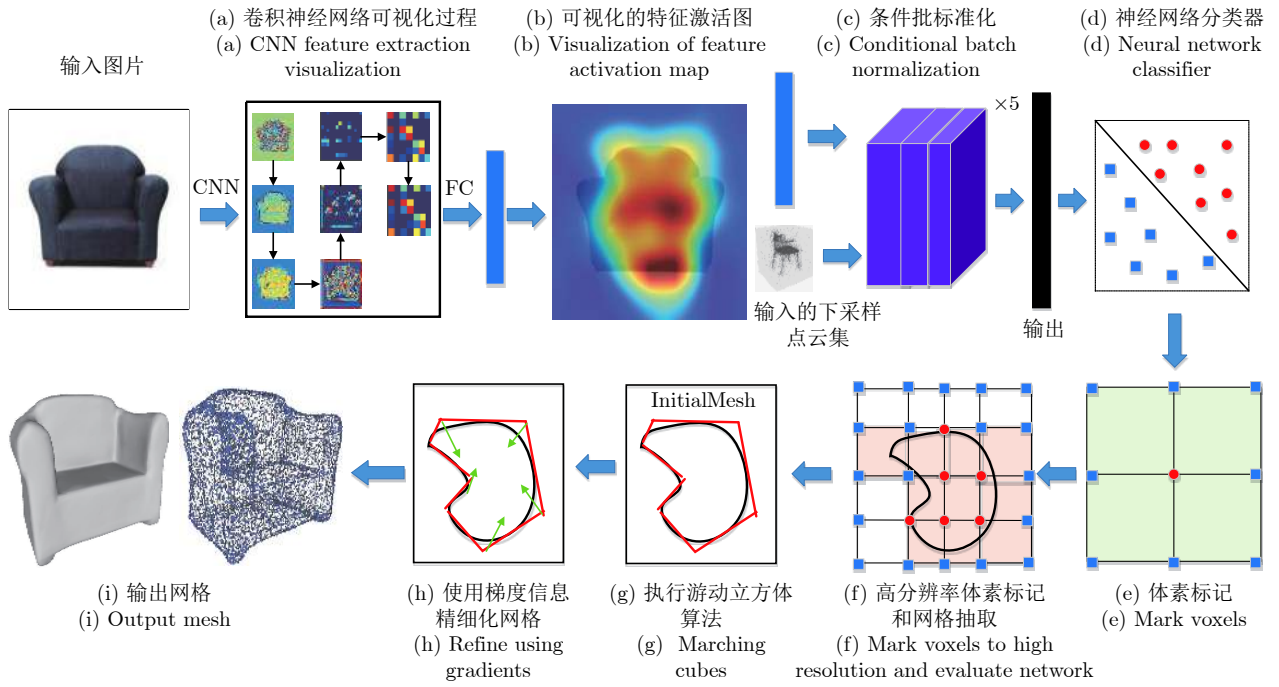 (a) 卷积神经网络可视化过程
(a) CNN feature extraction
visualization
(b) 可视化的特征激活图
(b) Visualization of feature
activation map
(c) 条件批标准化
(c) Conditional batch
normalization
(d) 神经网络分类器
(d) Neural network
classifier
输入图片
CNN
FC
×5
输入的下采样
点云集
输出
InitialMesh
(i) 输出网格
(i) Output mesh
(h) 使用梯度信息
精细化网格
(h) Refine using
gradients
(g) 执行游动立方体
算法
(g) Marching
cubes
(f) 高分辨率体素标记
和网格抽取
(f) Mark voxels to high
resolution and evaluate network
(e) 体素标记
(e) Mark voxels